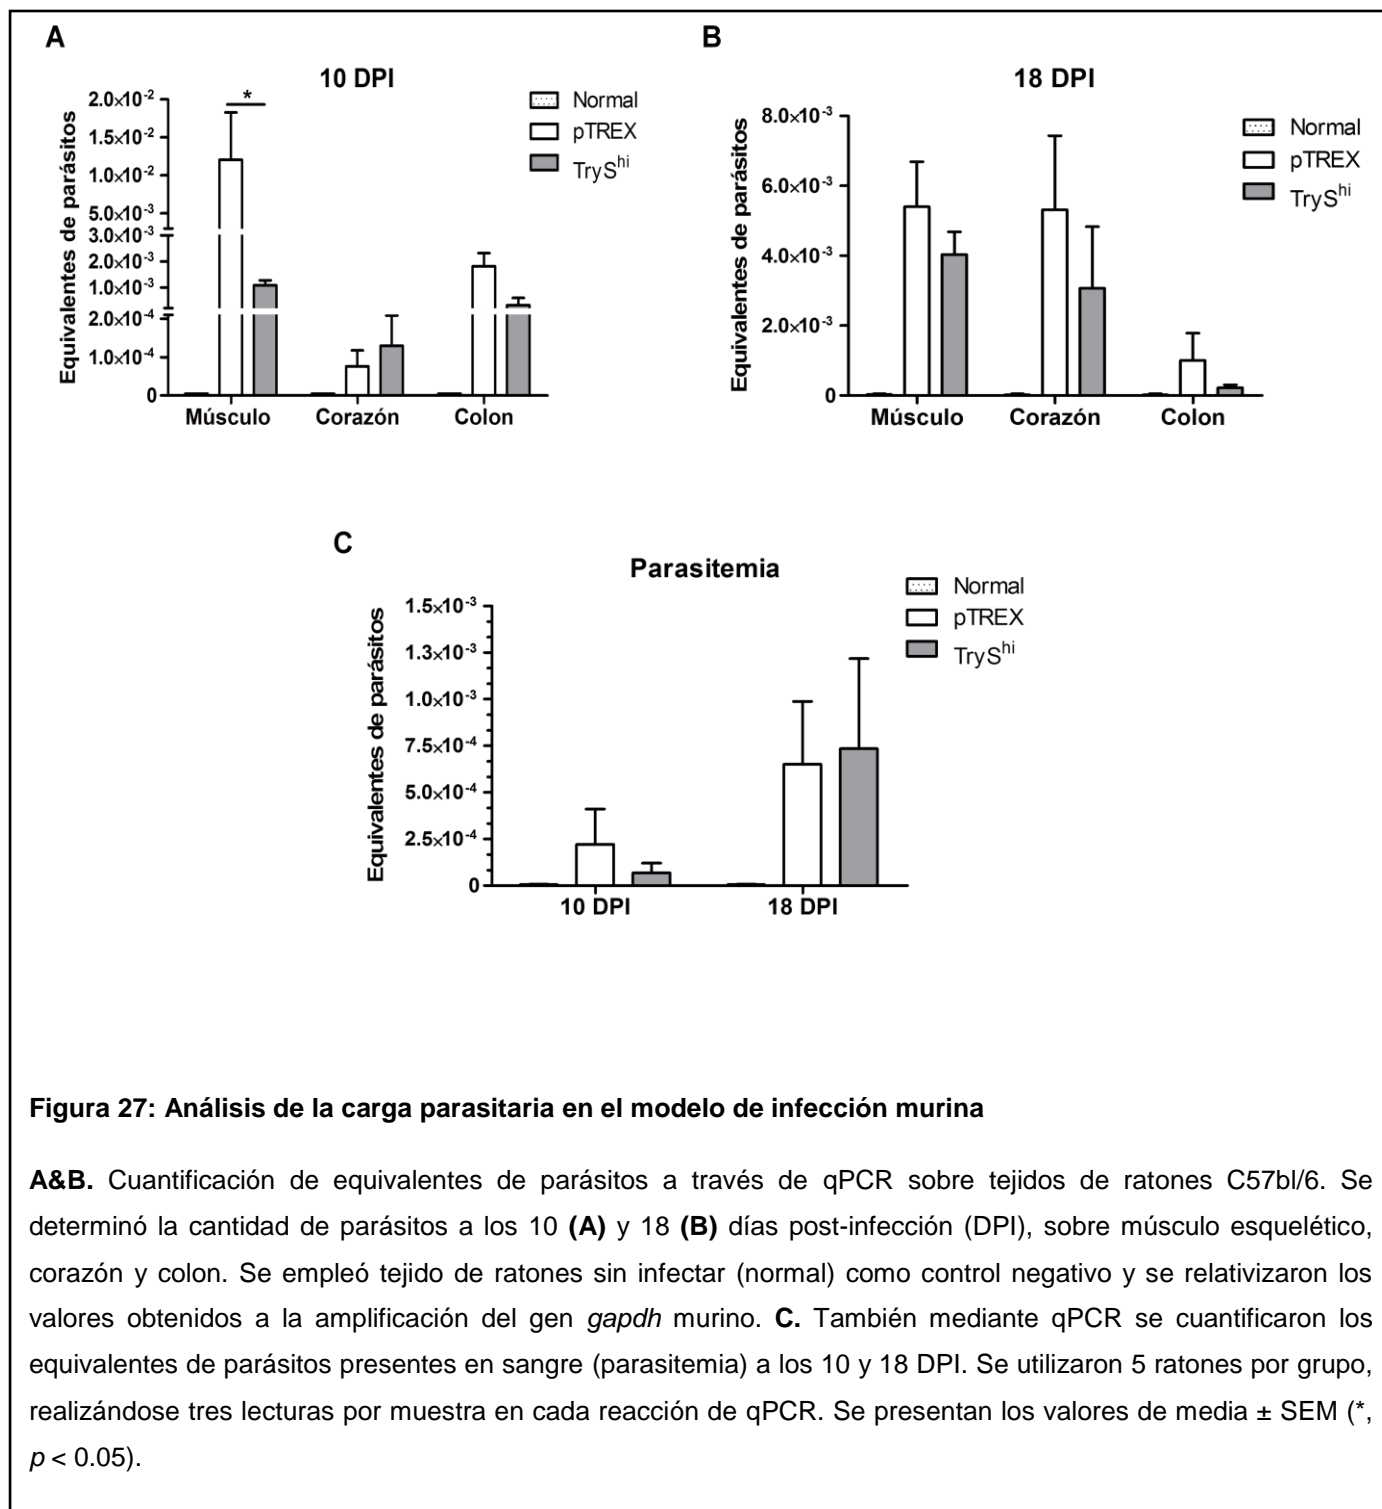 A
10 DPI
Equivalentes de parásitos
2.0×10⁻²
1.5×10⁻²
1.0×10⁻²
5.0×10⁻³
3.0×10⁻³
2.0×10⁻³
1.0×10⁻³
2.0×10⁻⁴
1.0×10⁻⁴
0
*
Músculo Corazón Colon
Normal
pTREX
TrySʰⁱ
B
18 DPI
Equivalentes de parásitos
8.0×10⁻³
6.0×10⁻³
4.0×10⁻³
2.0×10⁻³
0
Músculo Corazón Colon
Normal
pTREX
TrySʰⁱ
C
Parasitemia
Equivalentes de parásitos
1.5×10⁻³
1.3×10⁻³
1.0×10⁻³
7.5×10⁻⁴
5.0×10⁻⁴
2.5×10⁻⁴
0
10 DPI 18 DPI
Normal
pTREX
TrySʰⁱ
Figura 27: Análisis de la carga parasitaria en el modelo de infección murina
A&B. Cuantificación de equivalentes de parásitos a través de qPCR sobre tejidos de ratones C57bl/6. Se
determinó la cantidad de parásitos a los 10 (A) y 18 (B) días post-infección (DPI), sobre músculo esquelético,
corazón y colon. Se empleó tejido de ratones sin infectar (normal) como control negativo y se relativizaron los
valores obtenidos a la amplificación del gen gapdh murino. C. También mediante qPCR se cuantificaron los
equivalentes de parásitos presentes en sangre (parasitemia) a los 10 y 18 DPI. Se utilizaron 5 ratones por grupo,
realizándose tres lecturas por muestra en cada reacción de qPCR. Se presentan los valores de media ± SEM (*,
p < 0.05).